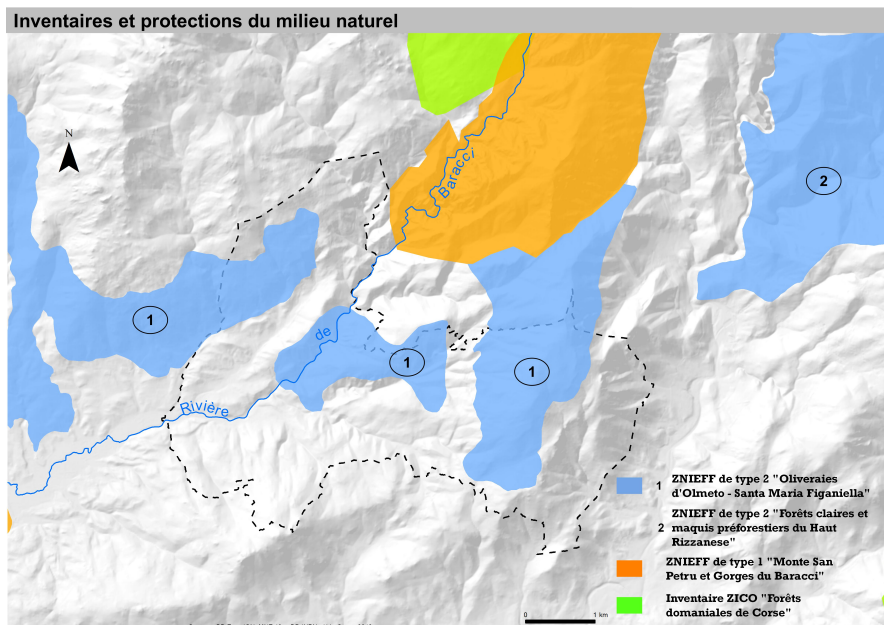 Inventaires et protections du milieu naturel
N
Baracci
2
1
de
1
1
Rivière
1 ZNIEFF de type 2 "Oliveraies
d'Olmeto - Santa Maria Figaniella"
ZNIEFF de type 2 "Forêts claires et
2 maquis préforestiers du Haut
Rizzanese"
ZNIEFF de type 1 "Monte San
Petru et Gorges du Baracci"
Inventaire ZICO "Forêts
domaniales de Corse"
0 1 km